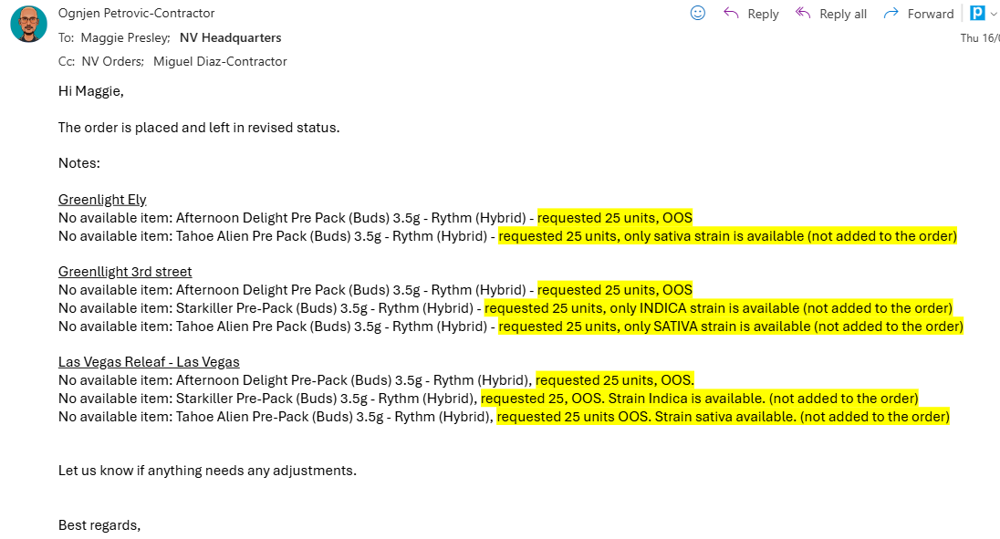 Ognjen Petrovic-Contractor
Reply
Reply all
Forward
To: Maggie Presley; NV Headquarters
Thu 16/
Cc: NV Orders; Miguel Diaz-Contractor
Hi Maggie,
The order is placed and left in revised status.
Notes:
Greenlight Ely
No available item: Afternoon Delight Pre Pack (Buds) 3.5g - Rythm (Hybrid) - requested 25 units, OOS
No available item: Tahoe Alien Pre Pack (Buds) 3.5g - Rythm (Hybrid) - requested 25 units, only sativa strain is available (not added to the order)
Greenllight 3rd street
No available item: Afternoon Delight Pre Pack (Buds) 3.5g - Rythm (Hybrid) - requested 25 units, OOS
No available item: Starkiller Pre-Pack (Buds) 3.5g - Rythm (Hybrid) - requested 25 units, only INDICA strain is available (not added to the order)
No available item: Tahoe Alien Pre Pack (Buds) 3.5g - Rythm (Hybrid) - requested 25 units, only SATIVA strain is available (not added to the order)
Las Vegas Releaf - Las Vegas
No available item: Afternoon Delight Pre-Pack (Buds) 3.5g - Rythm (Hybrid), requested 25 units, OOS.
No available item: Starkiller Pre-Pack (Buds) 3.5g - Rythm (Hybrid), requested 25, OOS. Strain Indica is available. (not added to the order)
No available item: Tahoe Alien Pre-Pack (Buds) 3.5g - Rythm (Hybrid), requested 25 units OOS. Strain sativa available. (not added to the order)
Let us know if anything needs any adjustments.
Best regards,